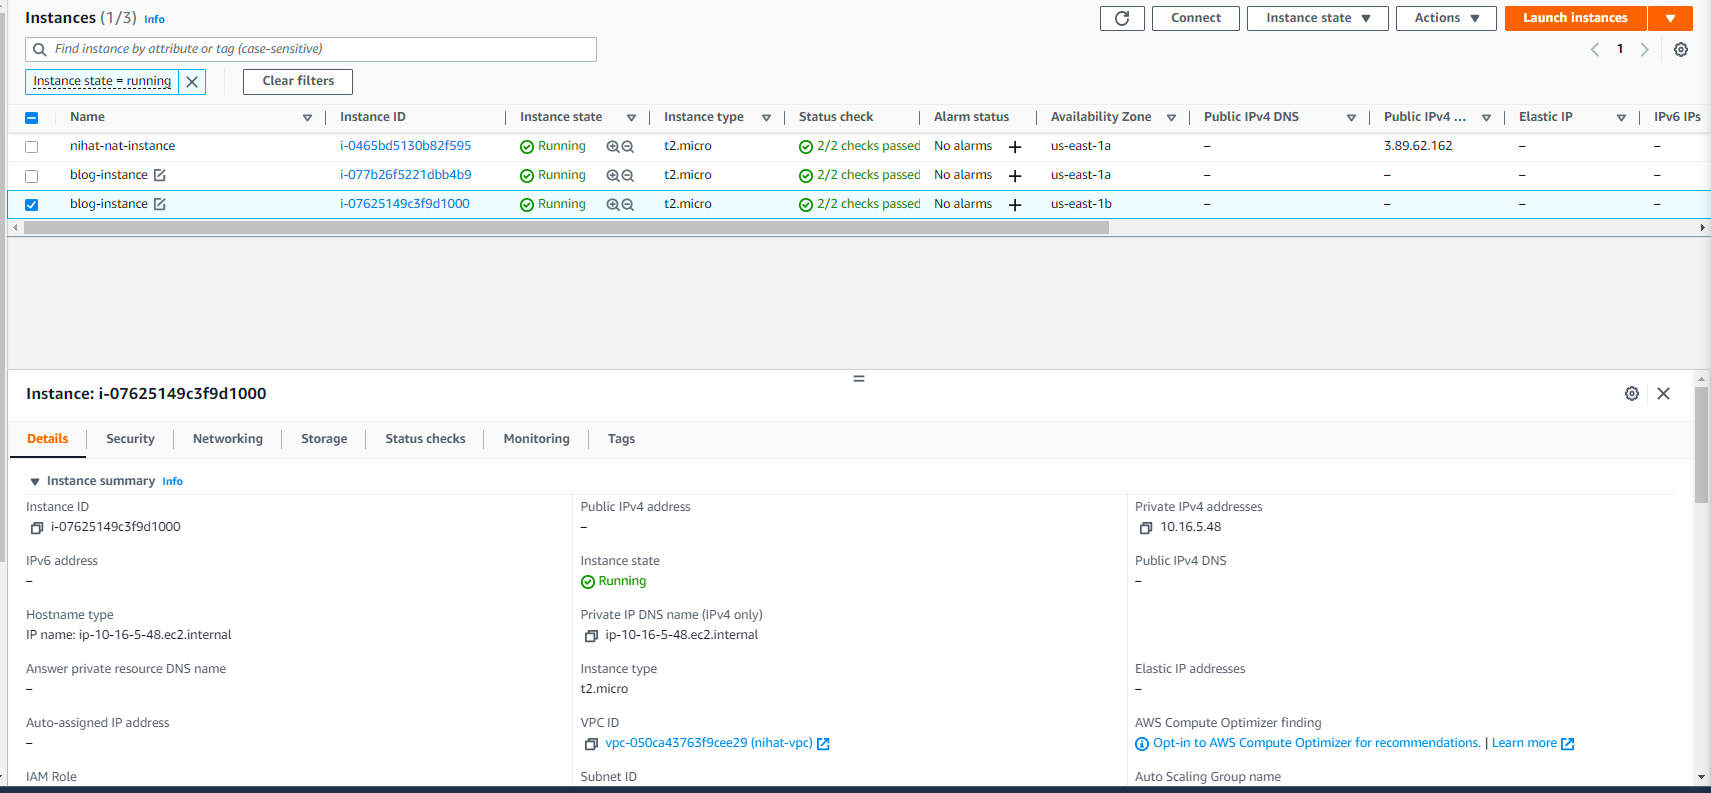 Instances (1/3) Info
Connect
Instance state
Actions
Launch instances
Find instance by attribute or tag (case-sensitive)
1
Instance state = running
Clear filters
Name Instance ID Instance state Instance type Status check Alarm status Availability Zone Public IPv4 DNS Public IPv4 ... Elastic IP IPv6 IPs
nihat-nat-instance i-0465bd5130b82f595 Running t2.micro 2/2 checks passed No alarms + us-east-1a – 3.89.62.162 – –
blog-instance i-077b26f5221dbb4b9 Running t2.micro 2/2 checks passed No alarms + us-east-1a – – – –
blog-instance i-07625149c3f9d1000 Running t2.micro 2/2 checks passed No alarms + us-east-1b – – – –
Instance: i-07625149c3f9d1000
Details Security Networking Storage Status checks Monitoring Tags
Instance summary Info
Instance ID
i-07625149c3f9d1000
Public IPv4 address
–
Private IPv4 addresses
10.16.5.48
IPv6 address
–
Instance state
Running
Public IPv4 DNS
–
Hostname type
IP name: ip-10-16-5-48.ec2.internal
Private IP DNS name (IPv4 only)
ip-10-16-5-48.ec2.internal
Answer private resource DNS name
–
Instance type
t2.micro
Elastic IP addresses
–
Auto-assigned IP address
–
VPC ID
vpc-050ca43763f9cee29 (nihat-vpc)
AWS Compute Optimizer finding
Opt-in to AWS Compute Optimizer for recommendations. | Learn more
IAM Role
Subnet ID
Auto Scaling Group name